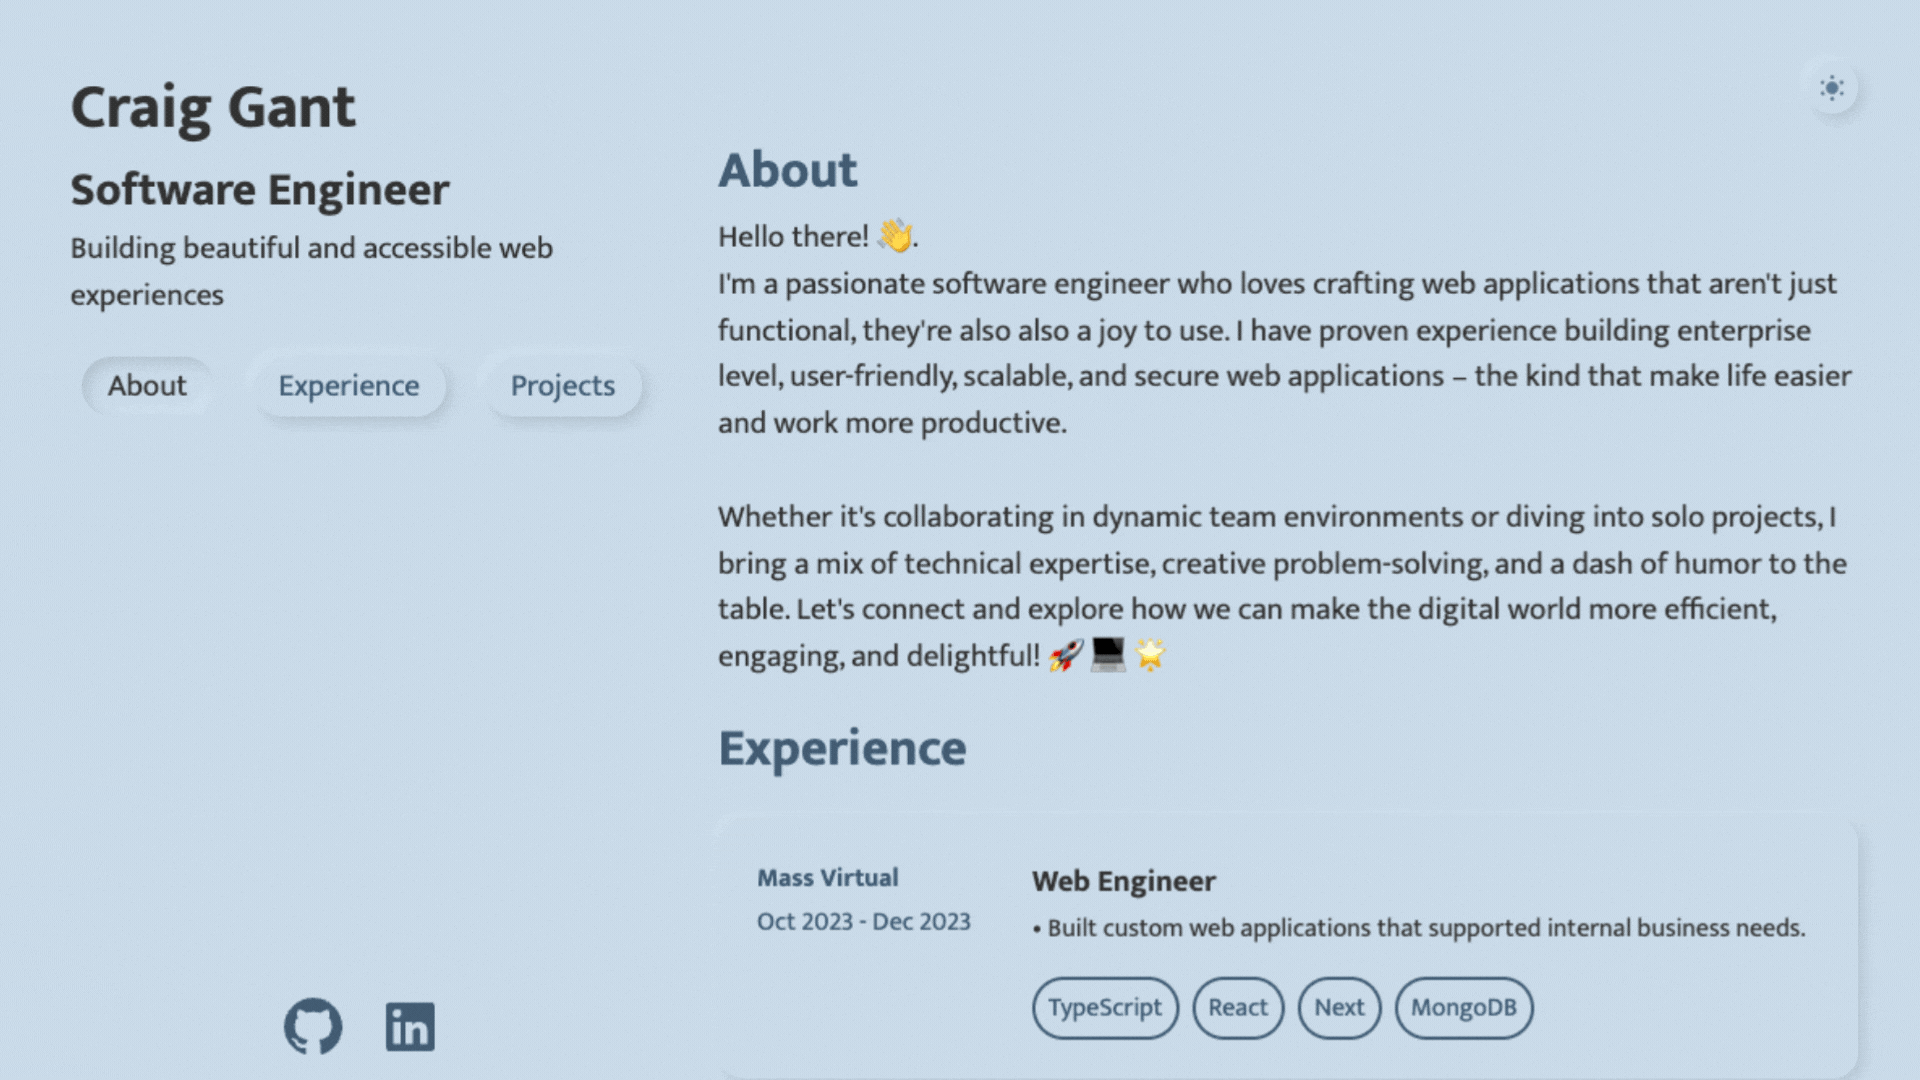 Craig Gant
Software Engineer
Building beautiful and accessible web
experiences
About
Experience
Projects
About
Hello there! 👋.
I'm a passionate software engineer who loves crafting web applications that aren't just
functional, they're also also a joy to use. I have proven experience building enterprise
level, user-friendly, scalable, and secure web applications – the kind that make life easier
and work more productive.
Whether it's collaborating in dynamic team environments or diving into solo projects, I
bring a mix of technical expertise, creative problem-solving, and a dash of humor to the
table. Let's connect and explore how we can make the digital world more efficient,
engaging, and delightful! 🚀 💻 🌟
Experience
Mass Virtual
Oct 2023 - Dec 2023
Web Engineer
• Built custom web applications that supported internal business needs.
TypeScript
React
Next
MongoDB
in